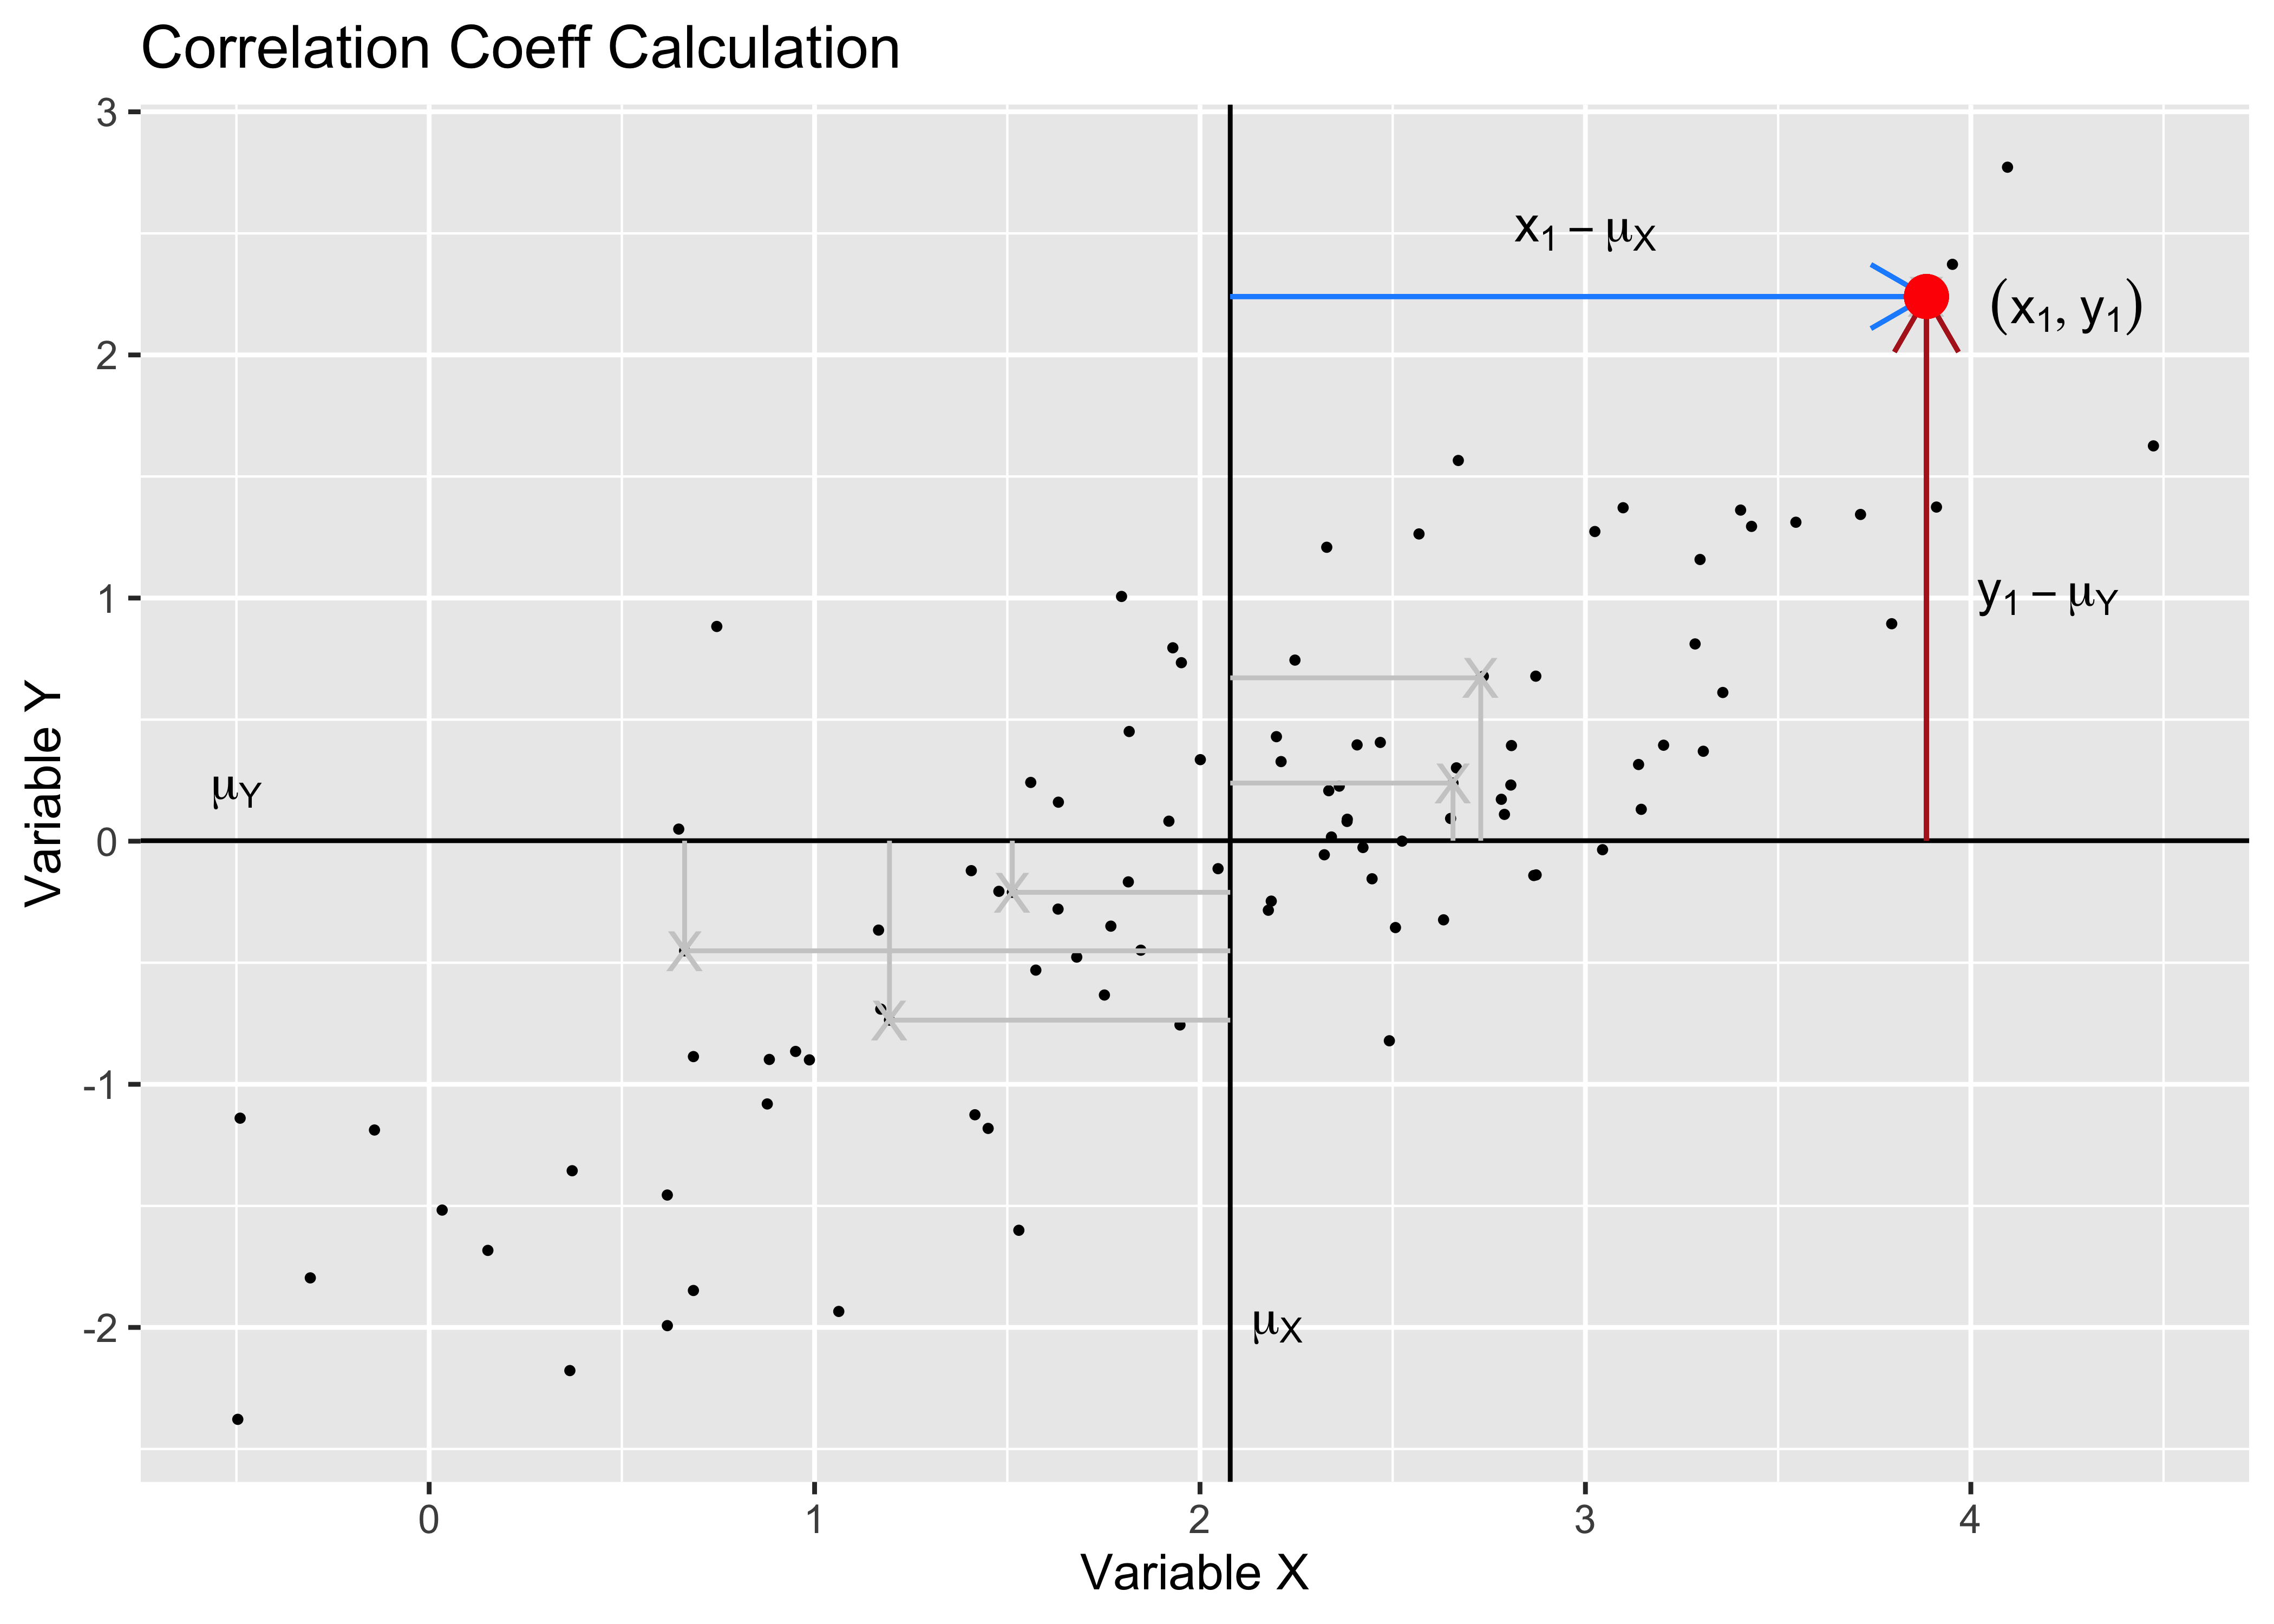 Correlation Coeff Calculation
3
x₁ − μX
(x₁, y₁)
2
1
y₁ − μY
Variable Y
X
μY
X
0
X
X
X
-1
-2
μX
0 1 2 3 4
Variable X